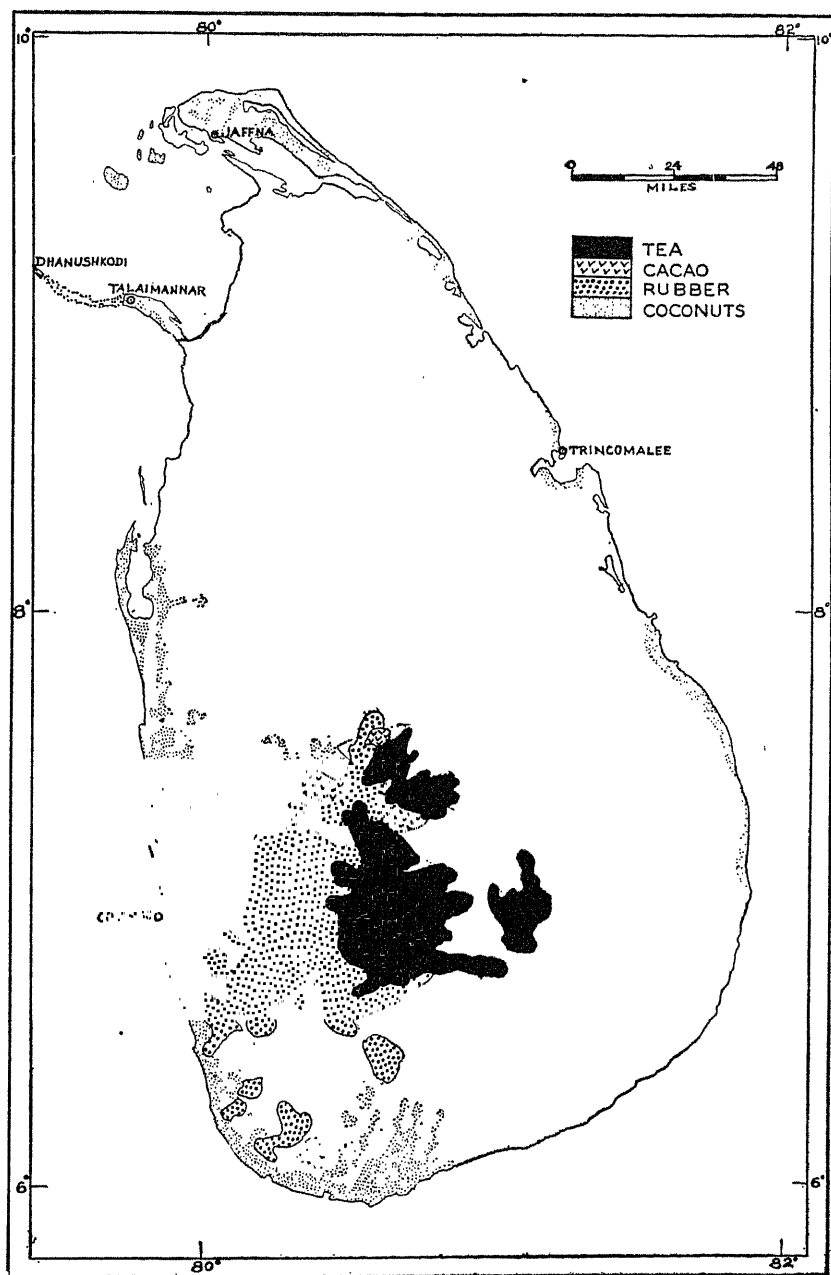 80°
82°
10°
10°
JAFFNA
0 24 48
MILES
TEA
CACAO
RUBBER
COCONUTS
DHANUSHKODI
TALAIMANNAR
TRINCOMALEE
8°
8°
6°
6°
80°
82°